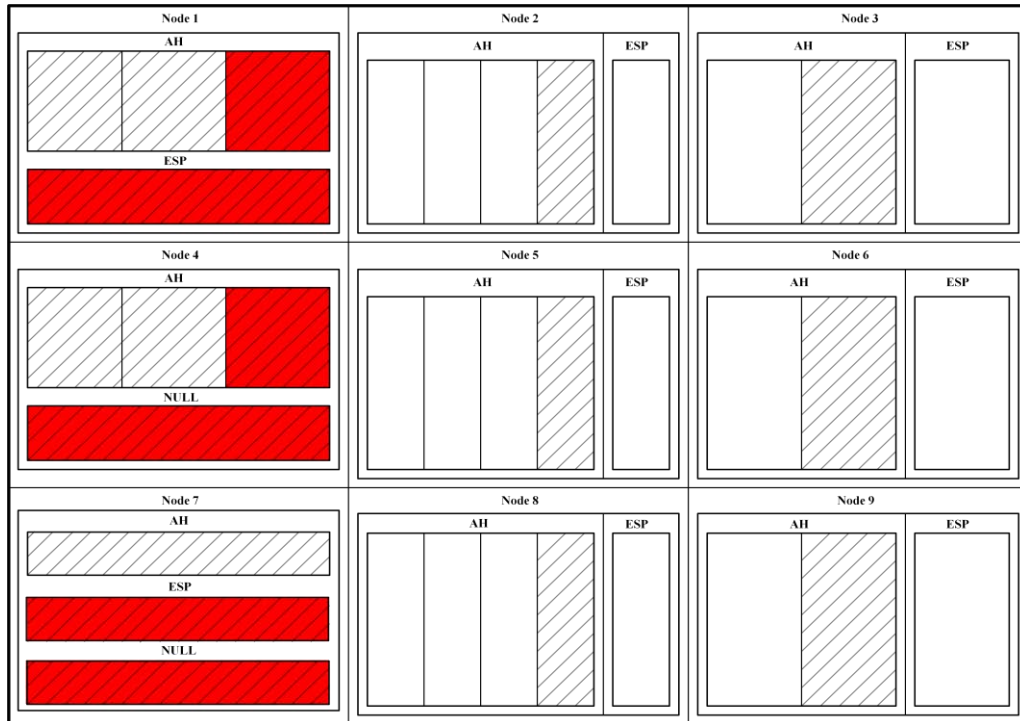 Node 1
AH
ESP
Node 2
AH ESP
Node 3
AH ESP
Node 4
AH
NULL
Node 5
AH ESP
Node 6
AH ESP
Node 7
AH
ESP
NULL
Node 8
AH ESP
Node 9
AH ESP